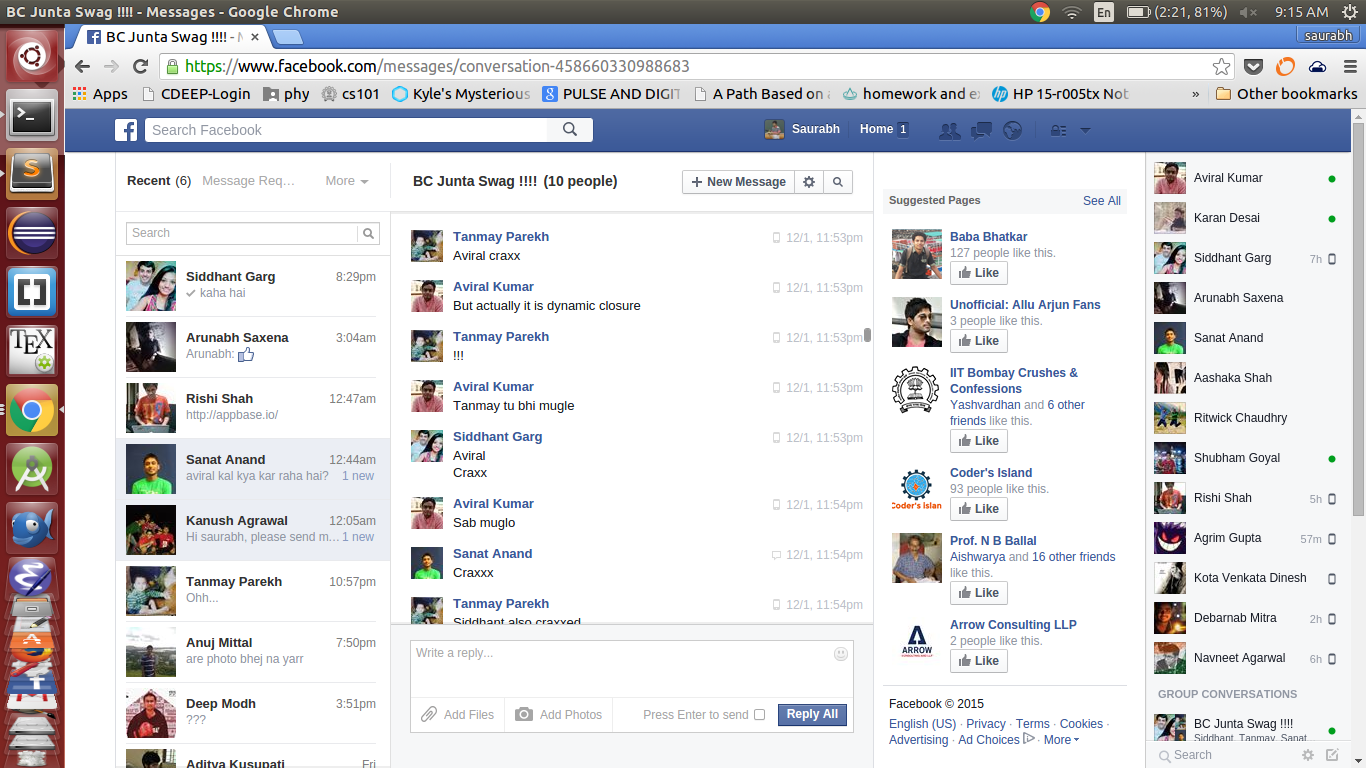 BC Junta Swag !!!! - Messages - Google Chrome
En
(2:21, 81%)
9:15 AM
BC Junta Swag !!!! -
saurabh
https://www.facebook.com/messages/conversation-458660330988683
Apps
CDEEP-Login
phy
cs101
Kyle's Mysterious
PULSE AND DIGIT
A Path Based on
homework and
HP 15-r005tx Not
»
Other bookmarks
Search Facebook
Saurabh
Home 1
Recent (6)
Message Req...
More
BC Junta Swag !!!! (10 people)
+ New Message
Search
Siddhant Garg 8:29pm
kaha hai
Arunabh Saxena 3:04am
Arunabh:
Rishi Shah 12:47am
http://appbase.io/
Sanat Anand 12:44am
aviral kal kya kar raha hai? 1 new
Kanush Agrawal 12:05am
Hi saurabh, please send m... 1 new
Tanmay Parekh 10:57pm
Ohh...
Anuj Mittal 7:50pm
are photo bhej na yarr
Deep Modh 3:51pm
???
Aditya Kusupati Fri
Tanmay Parekh 12/1, 11:53pm
Aviral craxx
Aviral Kumar 12/1, 11:53pm
But actually it is dynamic closure
Tanmay Parekh 12/1, 11:53pm
!!!
Aviral Kumar 12/1, 11:53pm
Tanmay tu bhi mugle
Siddhant Garg 12/1, 11:53pm
Aviral
Craxx
Aviral Kumar 12/1, 11:54pm
Sab muglo
Sanat Anand 12/1, 11:54pm
Craxxx
Tanmay Parekh 12/1, 11:54pm
Siddhant also craxxed
Write a reply...
Add Files
Add Photos
Press Enter to send
Reply All
Suggested Pages
See All
Baba Bhatkar
127 people like this.
Like
Unofficial: Allu Arjun Fans
3 people like this.
Like
IIT Bombay Crushes &
Confessions
Yashvardhan and 6 other
friends like this.
Like
Coder's Island
93 people like this.
Coder's Islan
Like
Prof. N B Ballal
Aishwarya and 16 other friends
like this.
Like
Arrow Consulting LLP
2 people like this.
ARROW
Like
Facebook © 2015
English (US) · Privacy · Terms · Cookies ·
Advertising · Ad Choices · More
Aviral Kumar
Karan Desai
Siddhant Garg 7h
Arunabh Saxena
Sanat Anand
Aashaka Shah
Ritwick Chaudhry
Shubham Goyal
Rishi Shah 5h
Agrim Gupta 57m
Kota Venkata Dinesh
Debarnab Mitra 2h
Navneet Agarwal 6h
GROUP CONVERSATIONS
BC Junta Swag !!!!
Siddhant, Tanmay, Sanat
Search
TEX